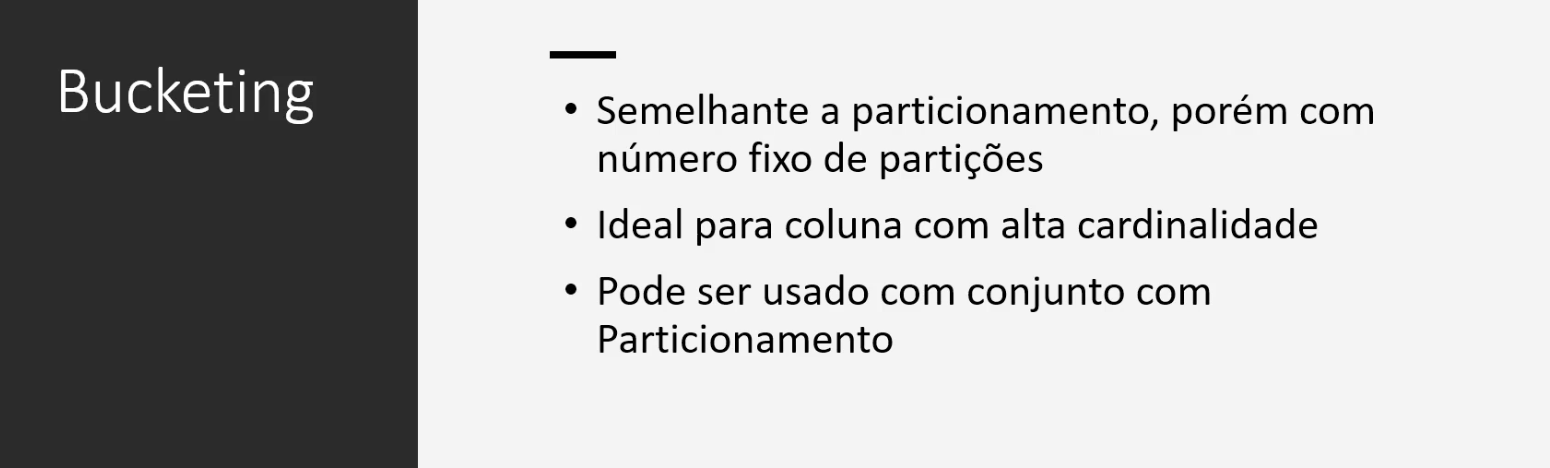 Bucketing
• Semelhante a particionamento, porém com
número fixo de partições
• Ideal para coluna com alta cardinalidade
• Pode ser usado com conjunto com
Particionamento